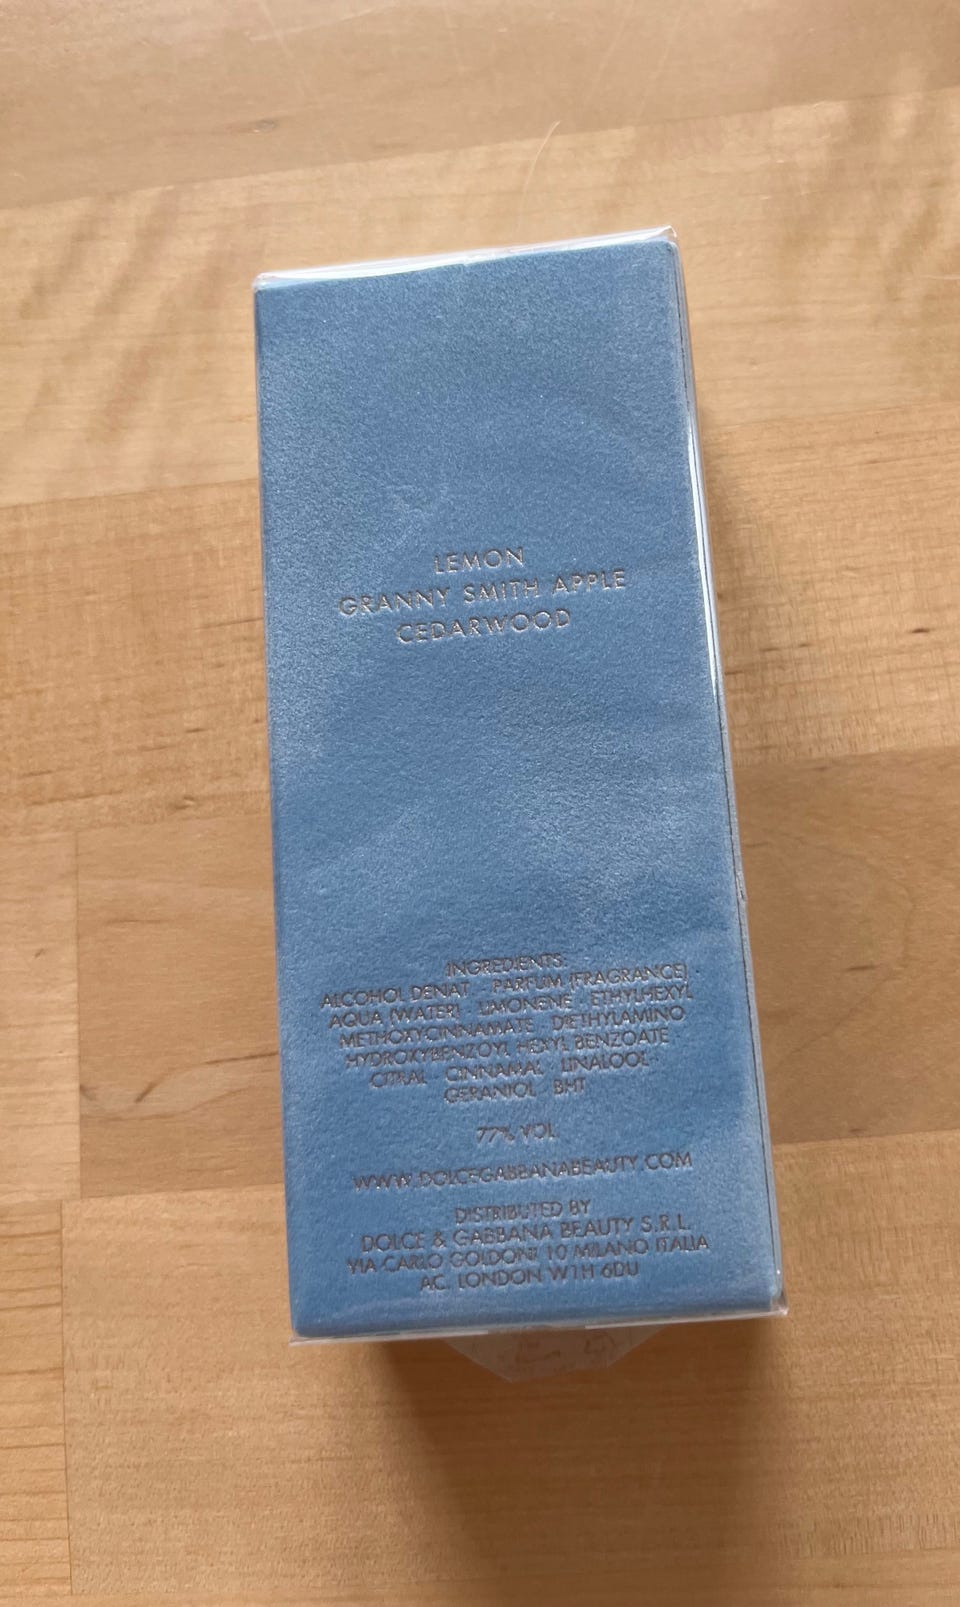 LEMON
GRANNY SMITH APPLE
CEDARWOOD
INGREDIENTS:
ALCOHOL DENAT · PARFUM (FRAGRANCE)
AQUA (WATER) · LIMONENE · ETHYLHEXYL
METHOXYCINNAMATE · DIETHYLAMINO
HYDROXYBENZOYL HEXYL BENZOATE
CITRAL · CINNAMAL · LINALOOL
GERANIOL · BHT
77% VOL
WWW.DOLCEGABBANABEAUTY.COM
DISTRIBUTED BY
DOLCE & GABBANA BEAUTY S.R.L.
VIA CARLO GOLDONI 10 MILANO ITALIA
AC. LONDON W1H 6DU